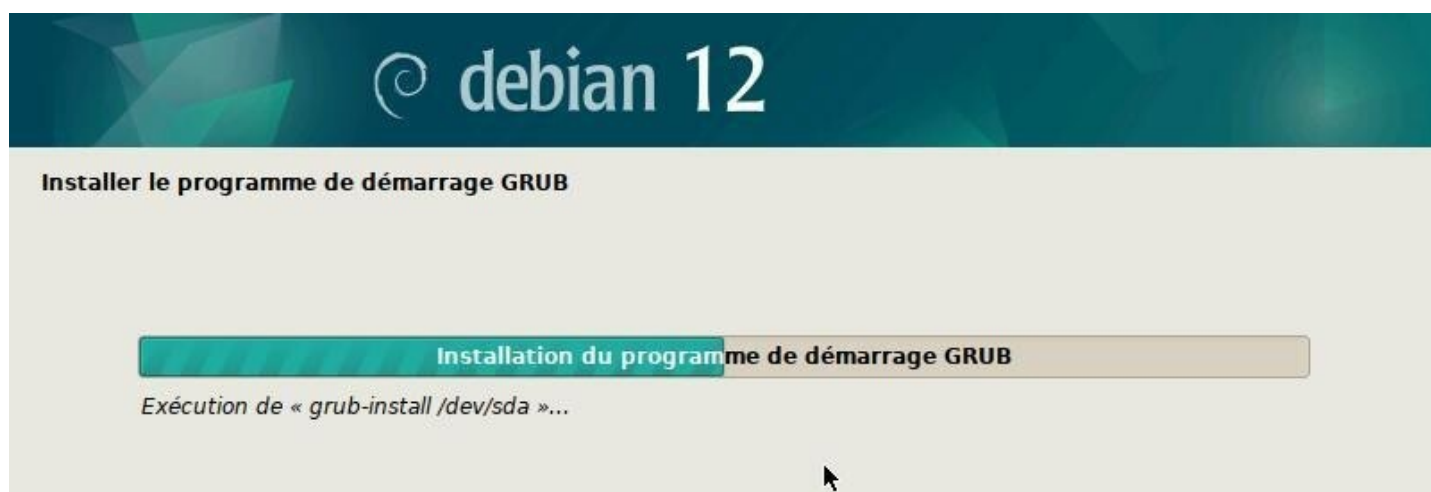 debian 12
Installer le programme de démarrage GRUB
Installation du programme de démarrage GRUB
Exécution de « grub-install /dev/sda »...